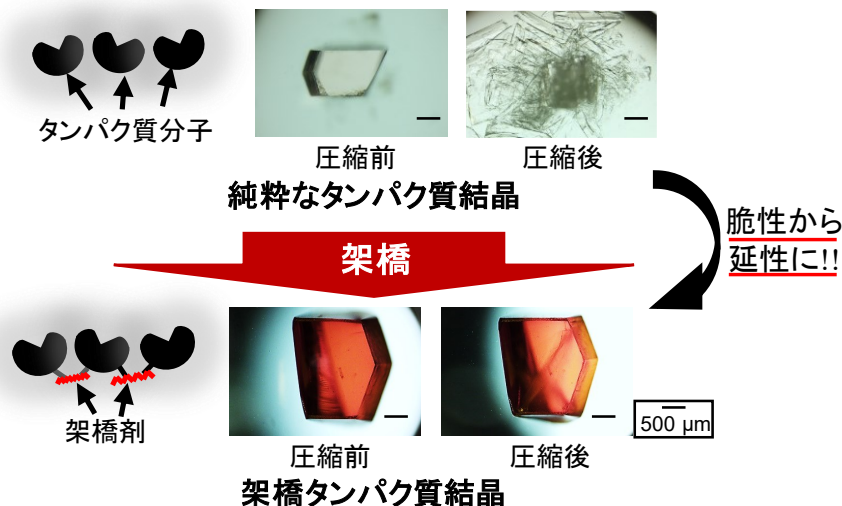 タンパク質分子
圧縮前
圧縮後
純粋なタンパク質結晶
架橋
脆性から
延性に!!
架橋剤
圧縮前
圧縮後
500 μm
架橋タンパク質結晶